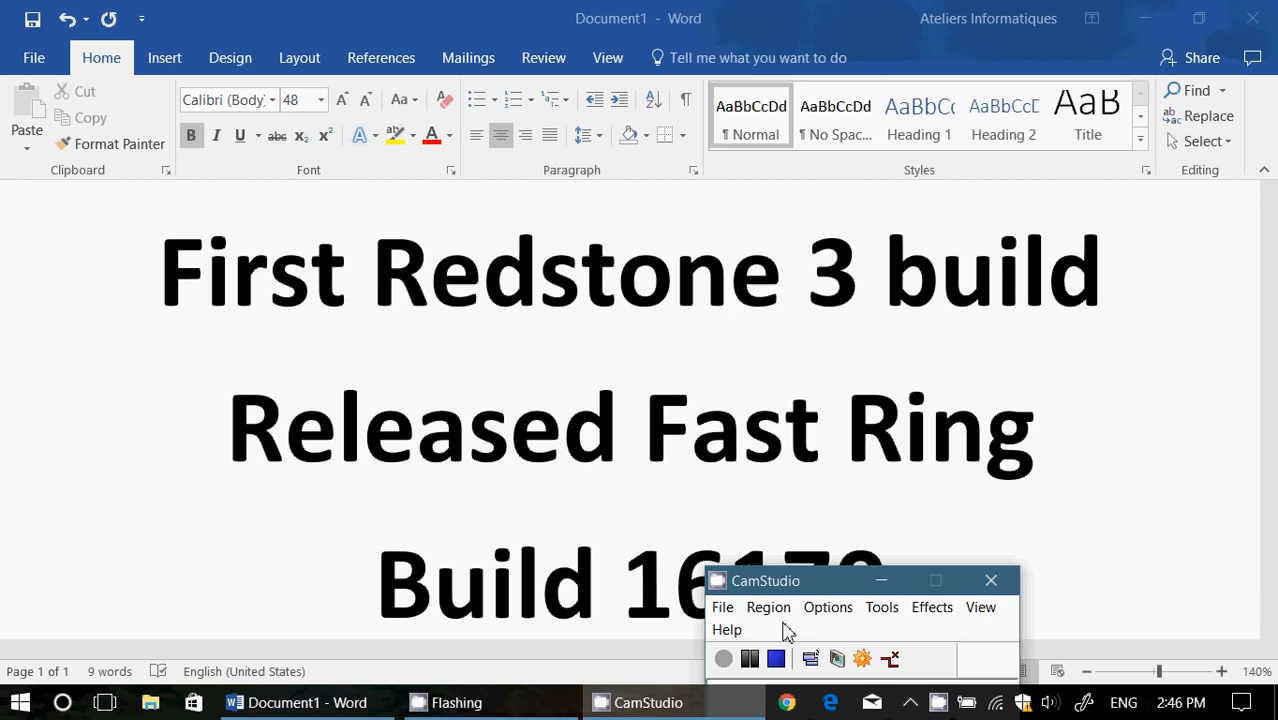 Document1 - Word
Ateliers Informatiques
File Home Insert Design Layout References Mailings Review View Tell me what you want to do Share
Paste
Cut
Copy
Format Painter
Clipboard
Calibri (Body) 48
Font
Paragraph
AaBbCcDd
¶ Normal
AaBbCcDd
¶ No Spac...
AaBbCc
Heading 1
AaBbCcD
Heading 2
AaB
Title
Styles
Find
Replace
Select
Editing
First Redstone 3 build
Released Fast Ring
Build
CamStudio
File Region Options Tools Effects View
Help
Page 1 of 1 9 words English (United States) 140%
Document1 - Word Flashing CamStudio ENG 2:46 PM